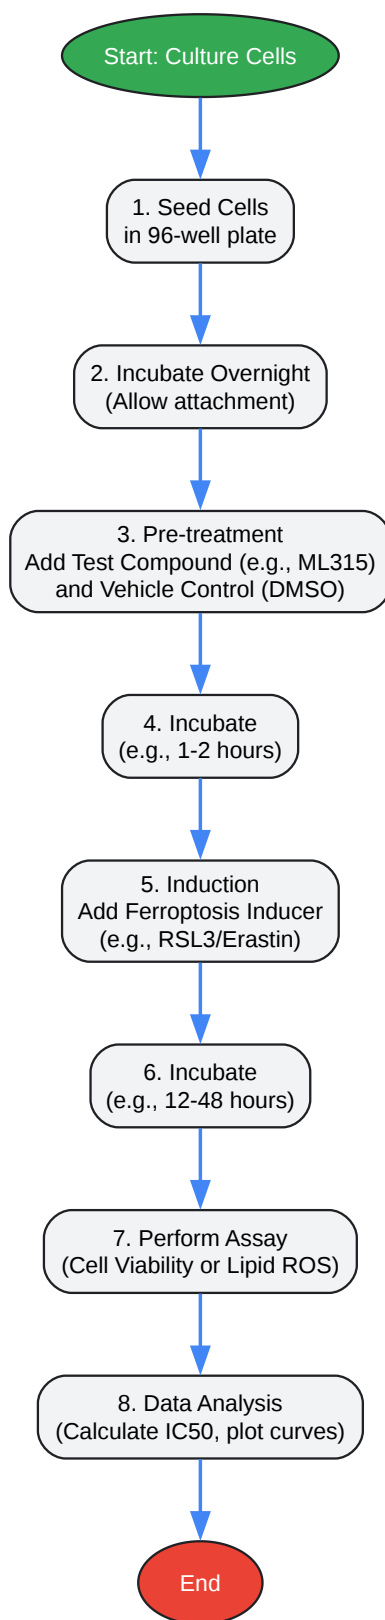 Start: Culture Cells
1. Seed Cells
in 96-well plate
2. Incubate Overnight
(Allow attachment)
3. Pre-treatment
Add Test Compound (e.g., ML315)
and Vehicle Control (DMSO)
4. Incubate
(e.g., 1-2 hours)
5. Induction
Add Ferroptosis Inducer
(e.g., RSL3/Erastin)
6. Incubate
(e.g., 12-48 hours)
7. Perform Assay
(Cell Viability or Lipid ROS)
8. Data Analysis
(Calculate IC50, plot curves)
End